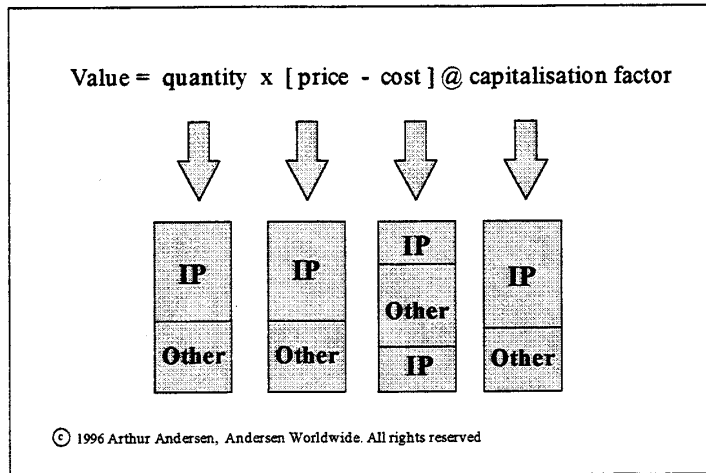 Value = quantity x [ price - cost ] @ capitalisation factor
IP IP IP IP
Other Other Other Other
IP
© 1996 Arthur Andersen, Andersen Worldwide. All rights reserved